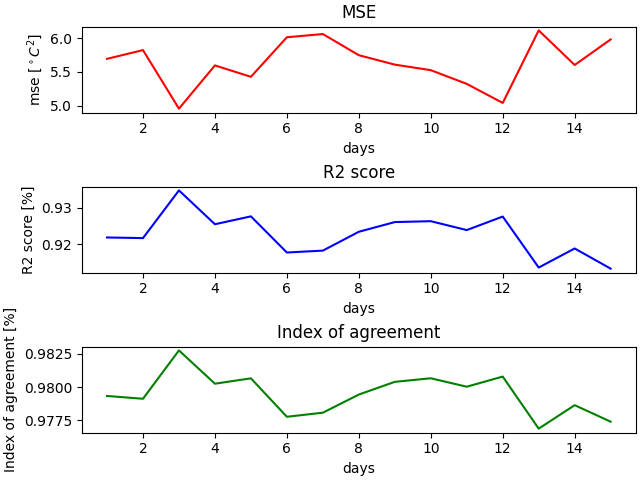 MSE
mse [$^\circ C^2$]
6.0
5.5
5.0
2 4 6 8 10 12 14
days
R2 score
R2 score [%]
0.93
0.92
2 4 6 8 10 12 14
days
Index of agreement
Index of agreement [%]
0.9825
0.9800
0.9775
2 4 6 8 10 12 14
days